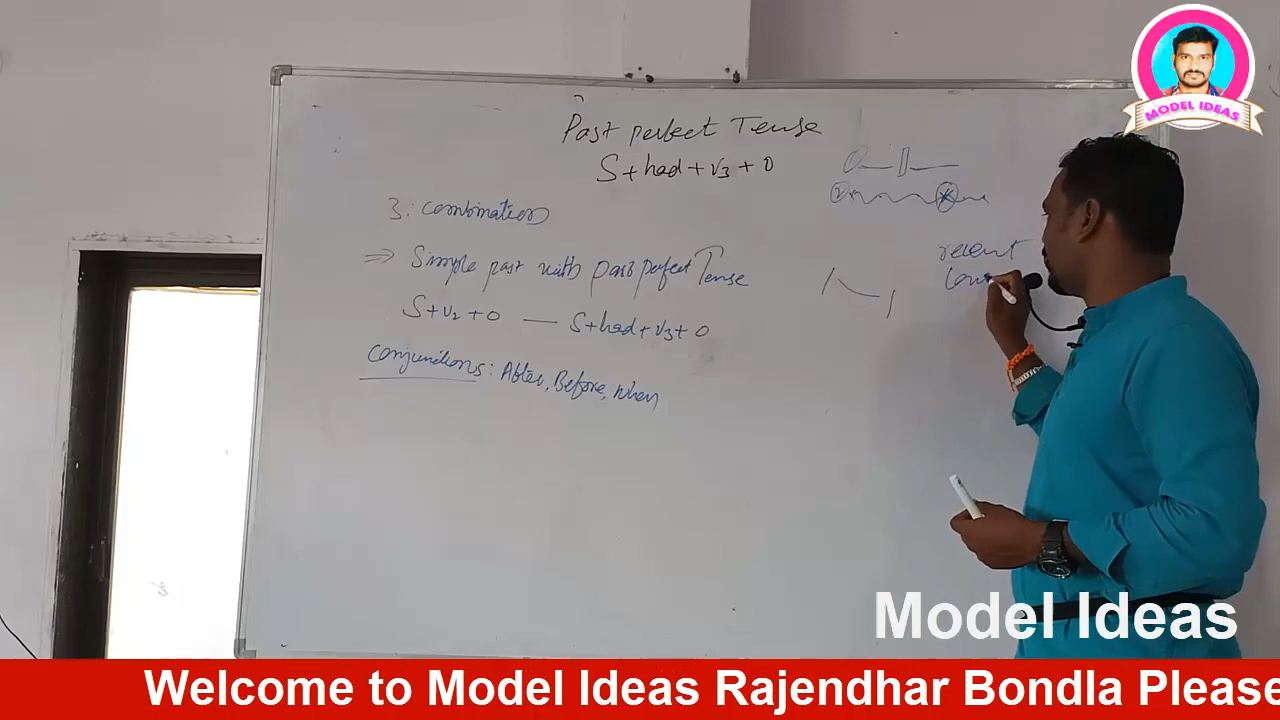 Past perfect Tense
S + had + V3 + O
3. combination
⇒ Simple past with past perfect Tense
S + V2 + O — S + had + V3 + O
conjunctions: After, Before, when
recent
MODEL IDEAS
Model Ideas
Welcome to Model Ideas Rajendhar Bondla Please